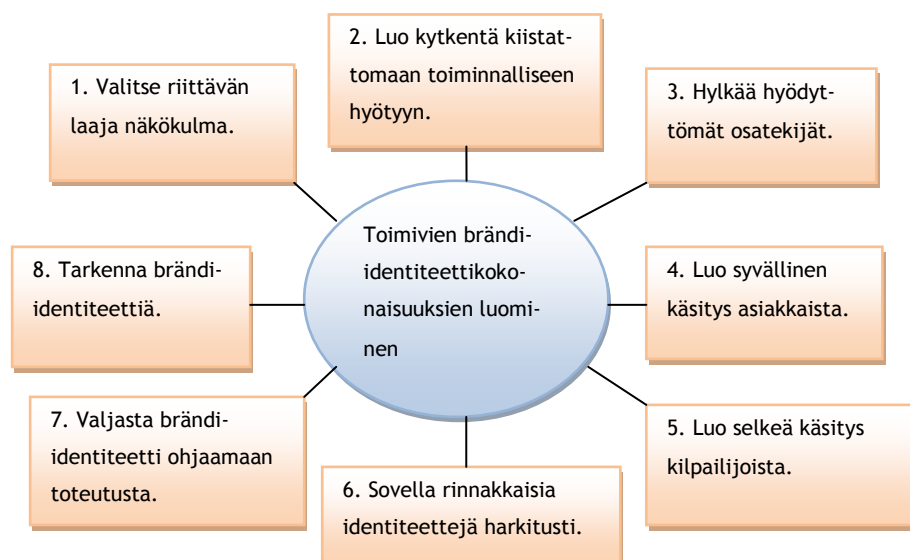 1. Valitse riittävän
laaja näkökulma.
2. Luo kytkentä kiistat-
tomaan toiminnalliseen
hyötyyn.
3. Hylkää hyödyt-
tömät osatekijät.
Toimivien brändi-
identiteettikoko-
naisuuksien luomi-
nen
4. Luo syvällinen
käsitys asiakkaista.
5. Luo selkeä käsitys
kilpailijoista.
6. Sovella rinnakkaisia
identiteettejä harkitusti.
7. Valjasta brändi-
identiteetti ohjaamaan
toteutusta.
8. Tarkenna brändi-
identiteettiä.